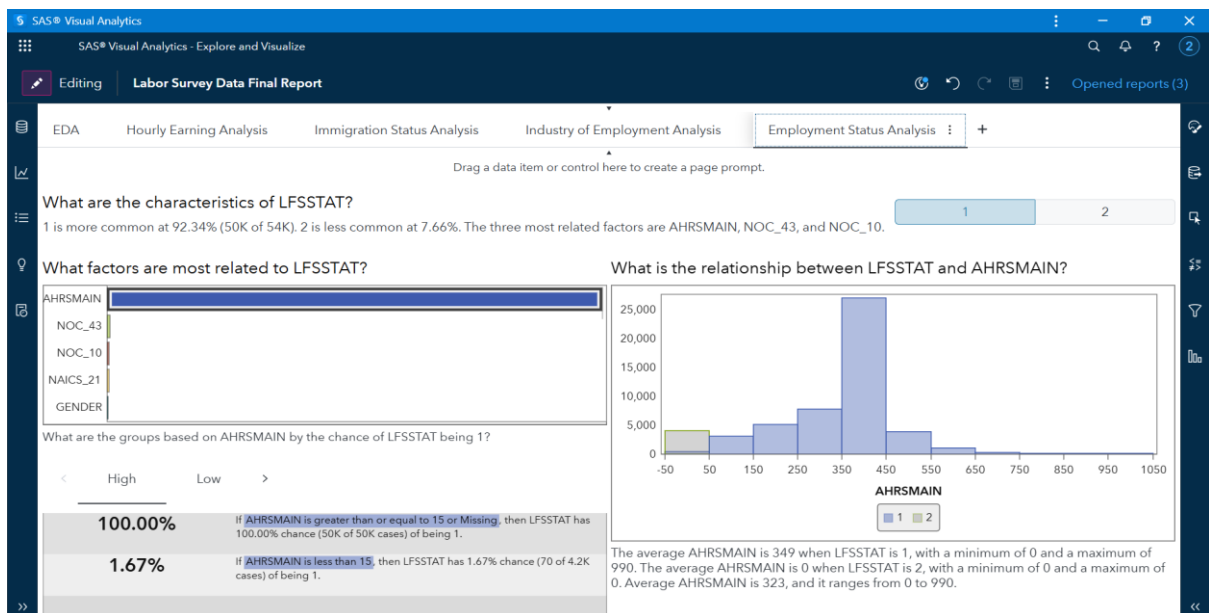 SAS® Visual Analytics
SAS® Visual Analytics - Explore and Visualize
2
Editing
Labor Survey Data Final Report
Opened reports (3)
EDA
Hourly Earning Analysis
Immigration Status Analysis
Industry of Employment Analysis
Employment Status Analysis
Drag a data item or control here to create a page prompt.
What are the characteristics of LFSSTAT?
1 is more common at 92.34% (50K of 54K). 2 is less common at 7.66%. The three most related factors are AHRSMAIN, NOC_43, and NOC_10.
1
2
What factors are most related to LFSSTAT?
AHRSMAIN
NOC_43
NOC_10
NAICS_21
GENDER
What are the groups based on AHRSMAIN by the chance of LFSSTAT being 1?
High
Low
100.00%
If AHRSMAIN is greater than or equal to 15 or Missing, then LFSSTAT has
100.00% chance (50K of 50K cases) of being 1.
1.67%
If AHRSMAIN is less than 15, then LFSSTAT has 1.67% chance (70 of 4.2K
cases) of being 1.
What is the relationship between LFSSTAT and AHRSMAIN?
25,000
20,000
15,000
10,000
5,000
0
-50 50 150 250 350 450 550 650 750 850 950 1050
AHRSMAIN
1 2
The average AHRSMAIN is 349 when LFSSTAT is 1, with a minimum of 0 and a maximum of
990. The average AHRSMAIN is 0 when LFSSTAT is 2, with a minimum of 0 and a maximum of
0. Average AHRSMAIN is 323, and it ranges from 0 to 990.